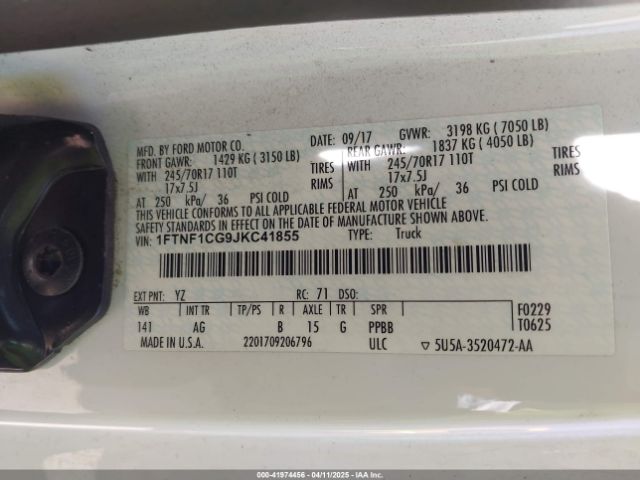 MFD. BY FORD MOTOR CO. DATE: 09/17 GVWR: 3198 KG ( 7050 LB)
FRONT GAWR: 1429 KG ( 3150 LB) REAR GAWR: 1837 KG ( 4050 LB)
WITH 245/70R17 110T TIRES WITH 245/70R17 110T TIRES
17x7.5J RIMS 17x7.5J RIMS
AT 250 kPa/ 36 PSI COLD AT 250 kPa/ 36 PSI COLD
THIS VEHICLE CONFORMS TO ALL APPLICABLE FEDERAL MOTOR VEHICLE
SAFETY STANDARDS IN EFFECT ON THE DATE OF MANUFACTURE SHOWN ABOVE.
VIN: 1FTNF1CG9JKC41855 TYPE: Truck
EXT PNT: YZ RC: 71 DSO:
WB INT TR TP/PS R AXLE TR SPR F0229
141 AG B 15 G PPBB T0625
MADE IN U.S.A. 2201709206796 ULC ▽ 5U5A-3520472-AA
000-41974456 - 04/11/2025 - IAAI.COM